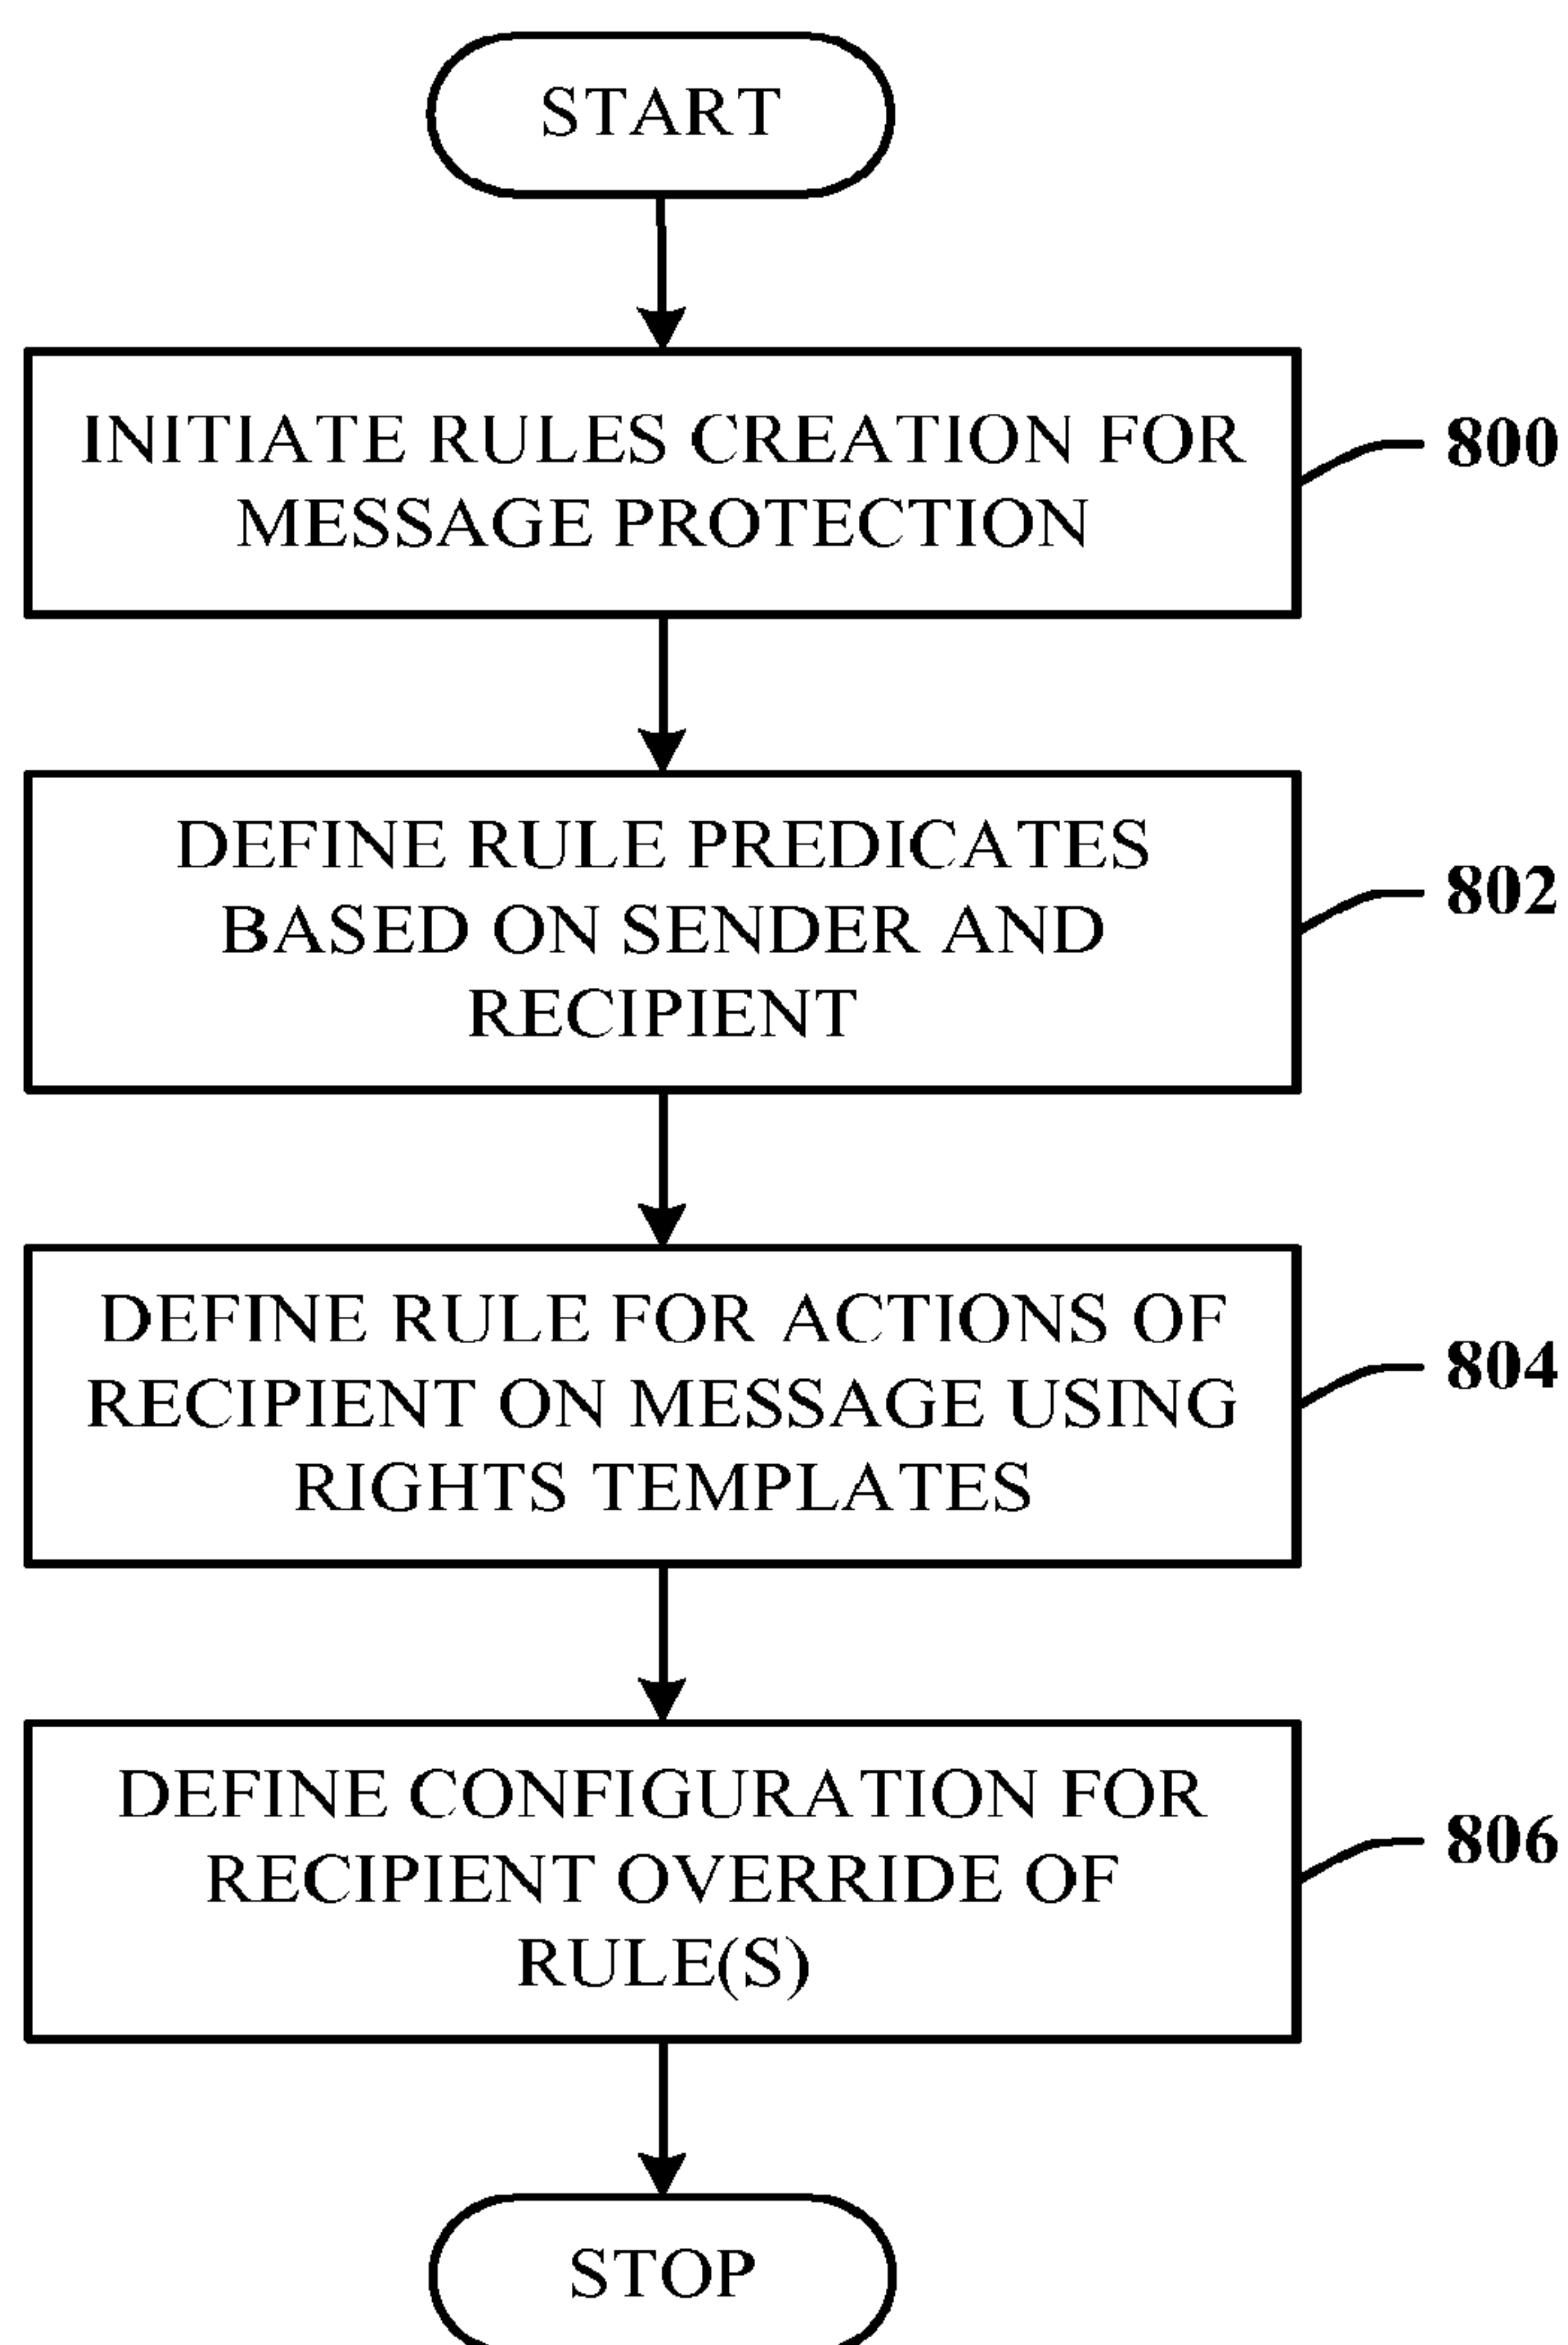 START
INITIATE RULES CREATION FOR
MESSAGE PROTECTION
800
DEFINE RULE PREDICATES
BASED ON SENDER AND
RECIPIENT
802
DEFINE RULE FOR ACTIONS OF
RECIPIENT ON MESSAGE USING
RIGHTS TEMPLATES
804
DEFINE CONFIGURATION FOR
RECIPIENT OVERRIDE OF
RULE(S)
806
STOP